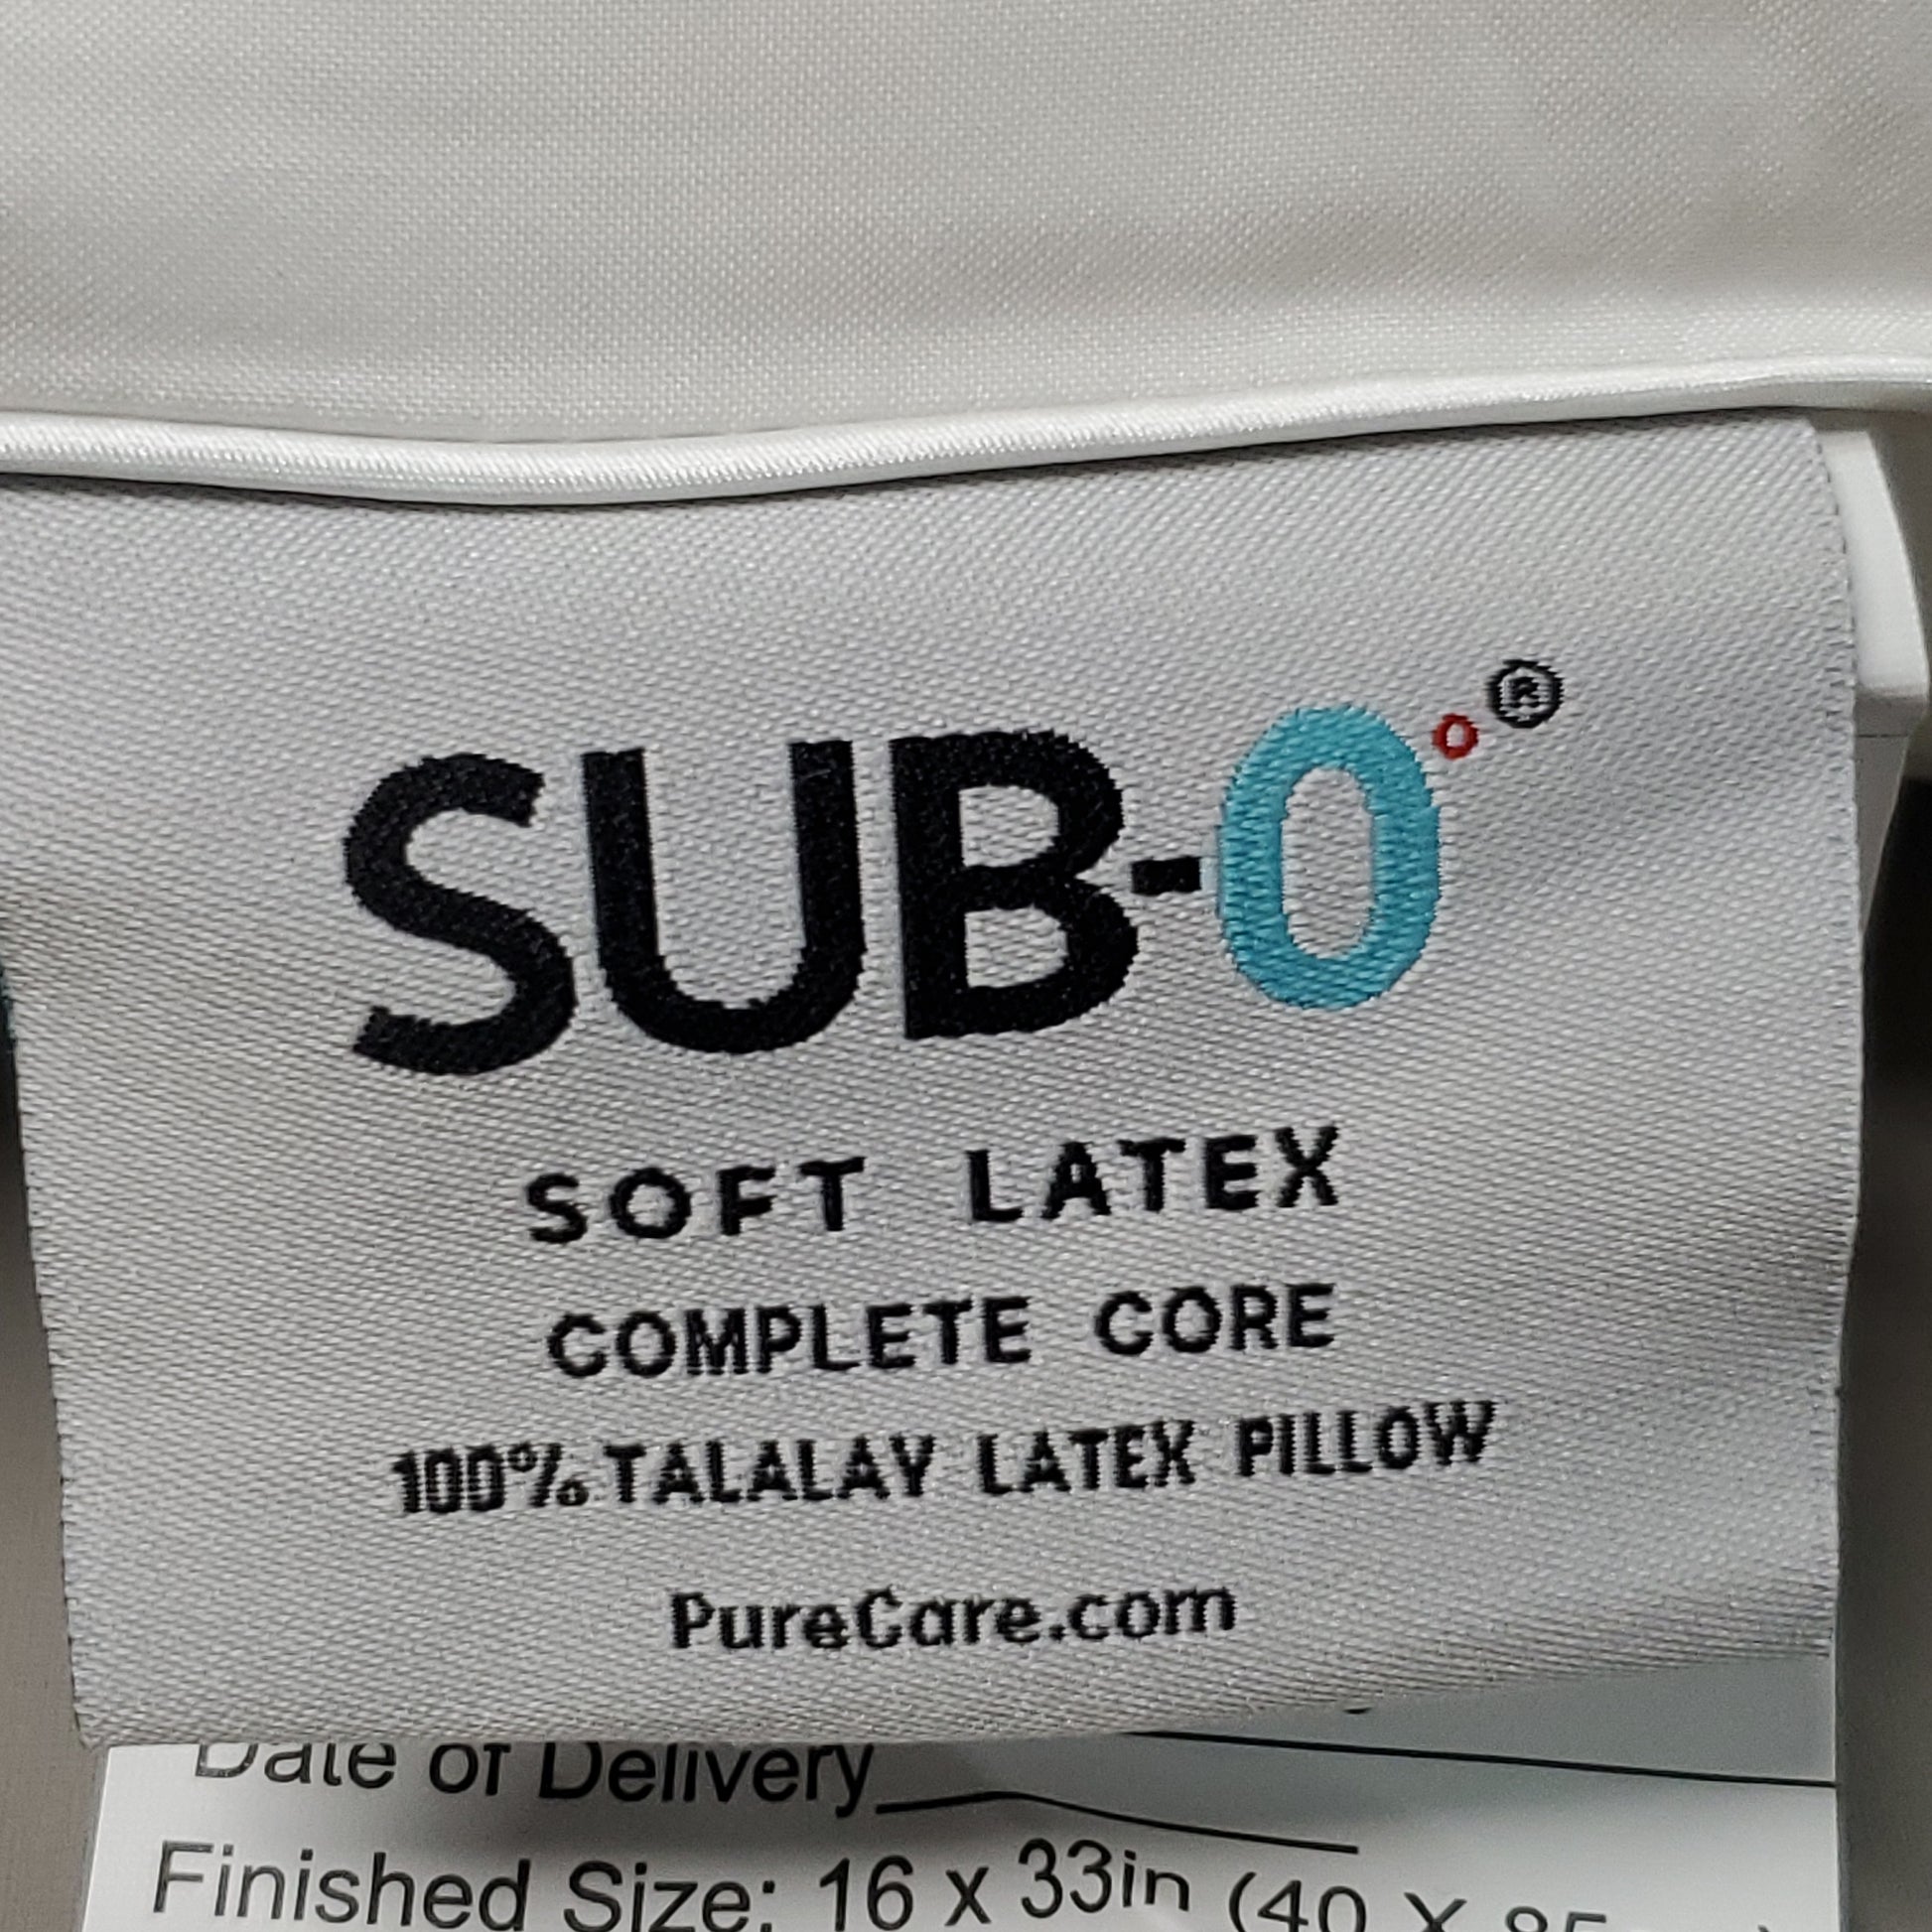 SUB-0°®
SOFT LATEX
COMPLETE CORE
100% TALALAY LATEX PILLOW
PureCare.com
Date of Delivery
Finished Size: 16 x 33in (40 X